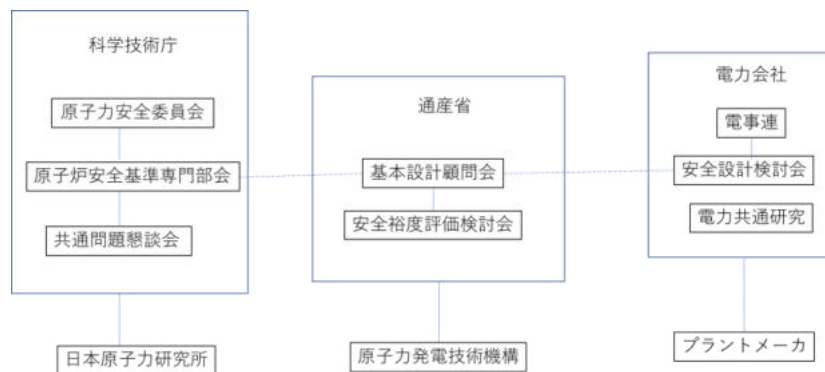 科学技術庁
原子力安全委員会
原子炉安全基準専門部会
共通問題懇談会
日本原子力研究所
通産省
基本設計顧問会
安全裕度評価検討会
原子力発電技術機構
電力会社
電事連
安全設計検討会
電力共通研究
プラントメーカ